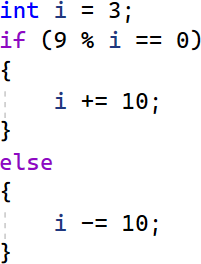 int i = 3;
if (9 % i == 0)
{
    i += 10;
}
else
{
    i -= 10;
}